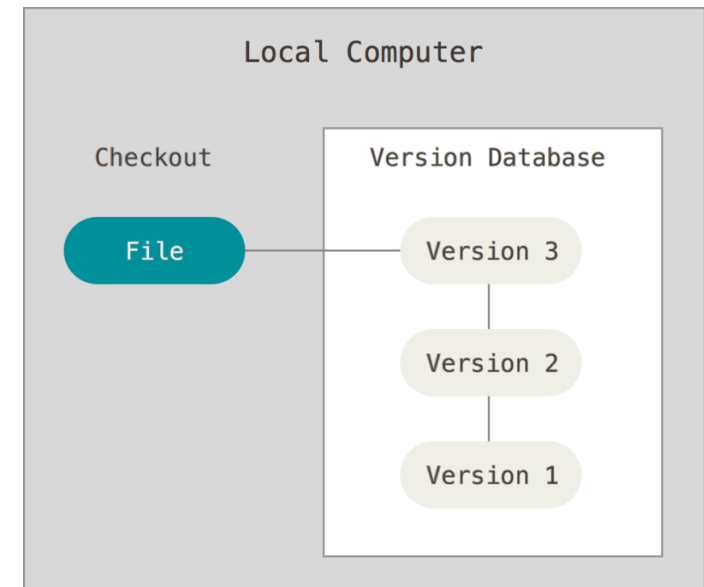 Local Computer
Checkout
Version Database
File
Version 3
Version 2
Version 1